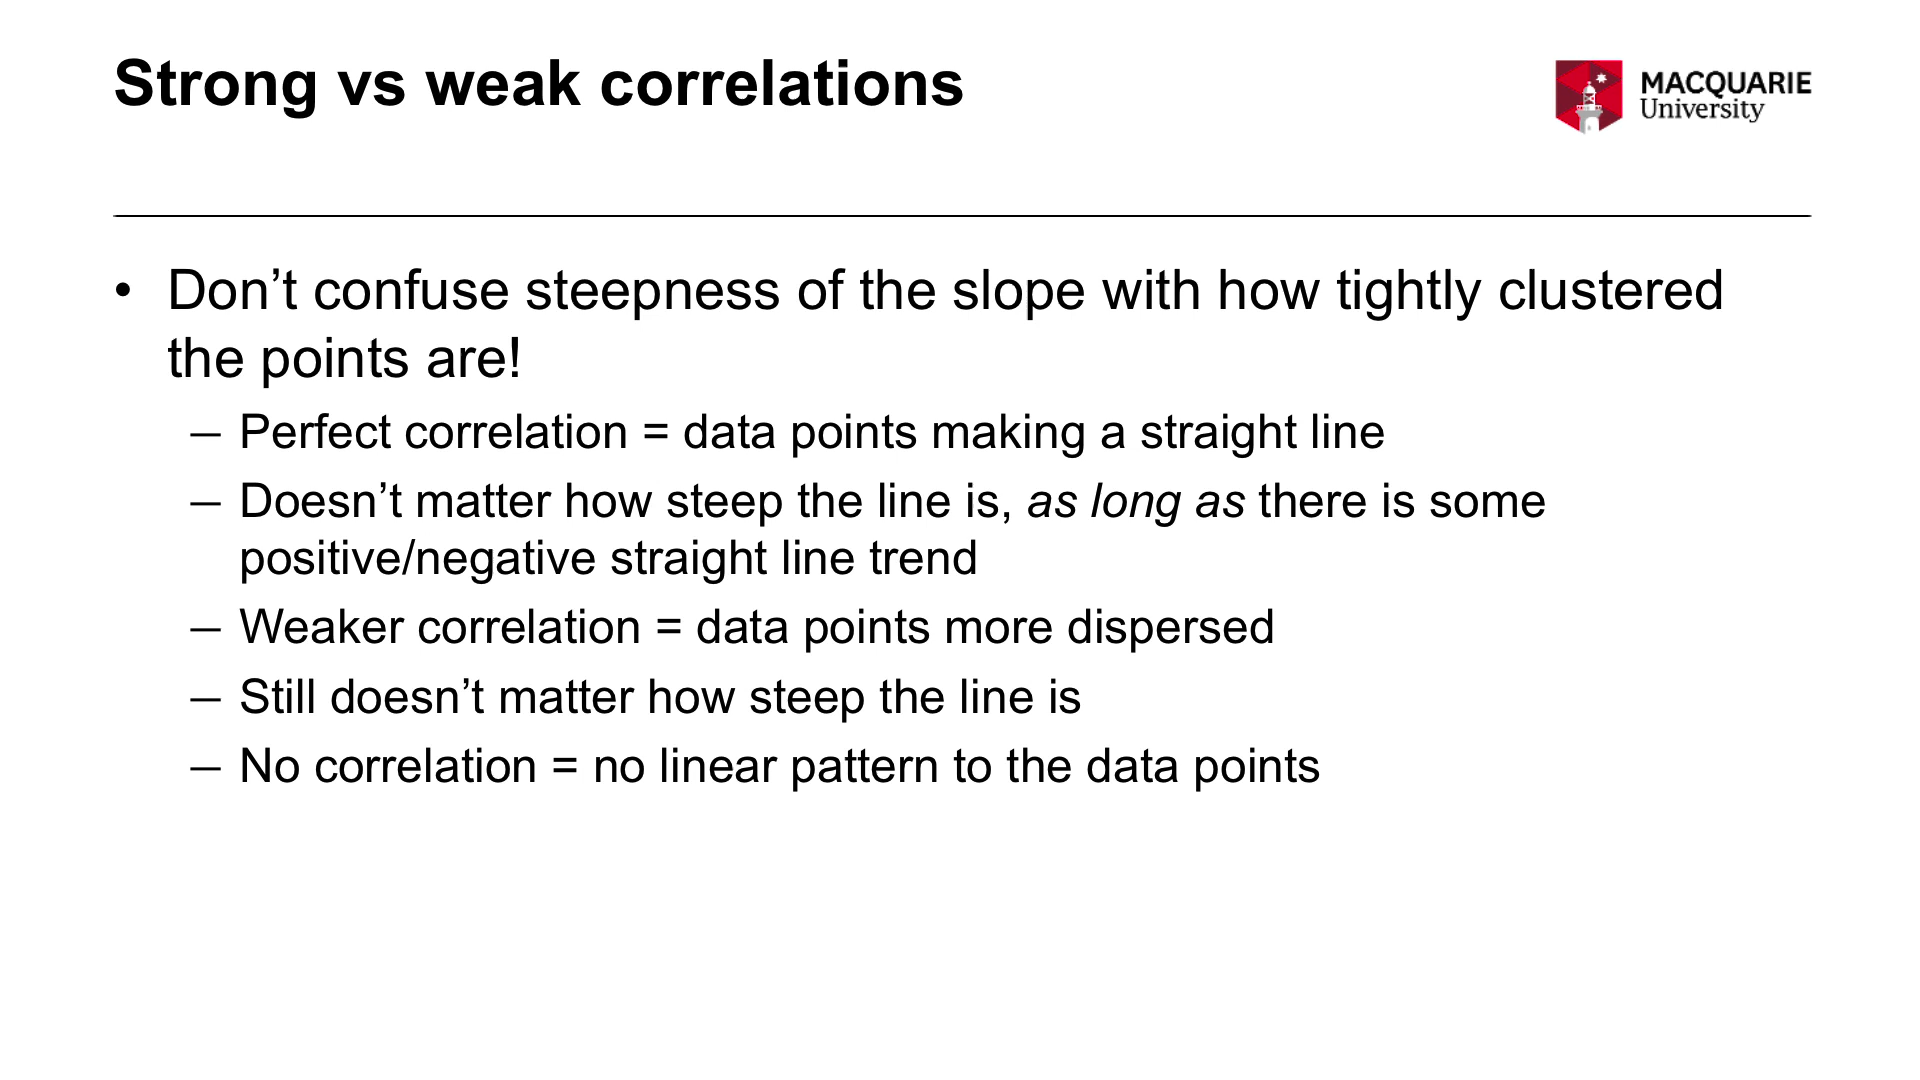 Strong vs weak correlations
MACQUARIE
University
• Don’t confuse steepness of the slope with how tightly clustered
the points are!
– Perfect correlation = data points making a straight line
– Doesn’t matter how steep the line is, as long as there is some
positive/negative straight line trend
– Weaker correlation = data points more dispersed
– Still doesn’t matter how steep the line is
– No correlation = no linear pattern to the data points